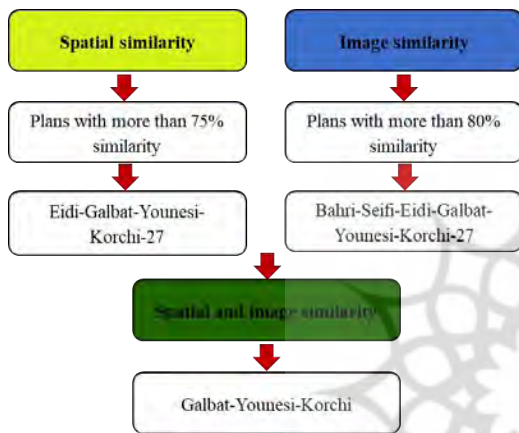 Spatial similarity
Image similarity
Plans with more than 75%
similarity
Plans with more than 80%
similarity
Eidi-Galbat-Younesi-
Korchi-27
Bahri-Seifi-Eidi-Galbat-
Younesi-Korchi-27
Spatial and image similarity
Galbat-Younesi-Korchi